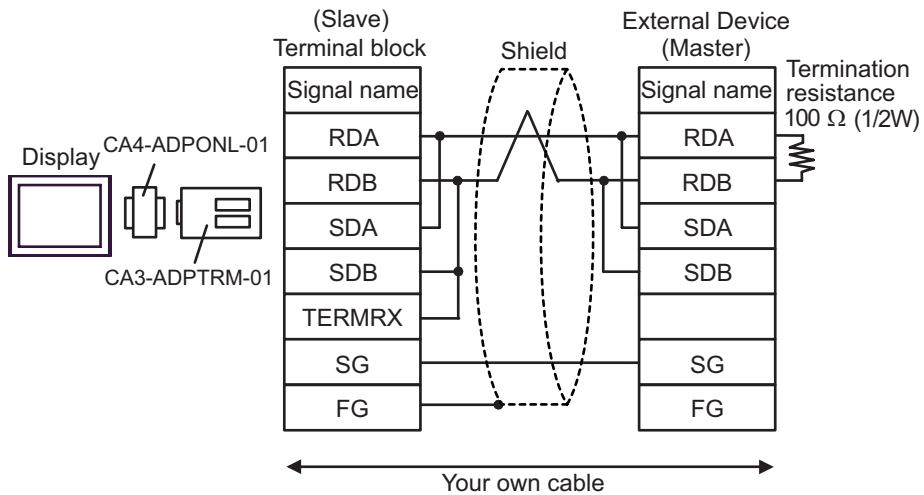 (Slave)
Terminal block
Shield
External Device
(Master)
Termination
resistance
100 Ω (1/2W)
Display
CA4-ADPONL-01
CA3-ADPTRM-01
Signal name
RDA
RDB
SDA
SDB
TERMRX
SG
FG
Signal name
RDA
RDB
SDA
SDB
SG
FG
Your own cable